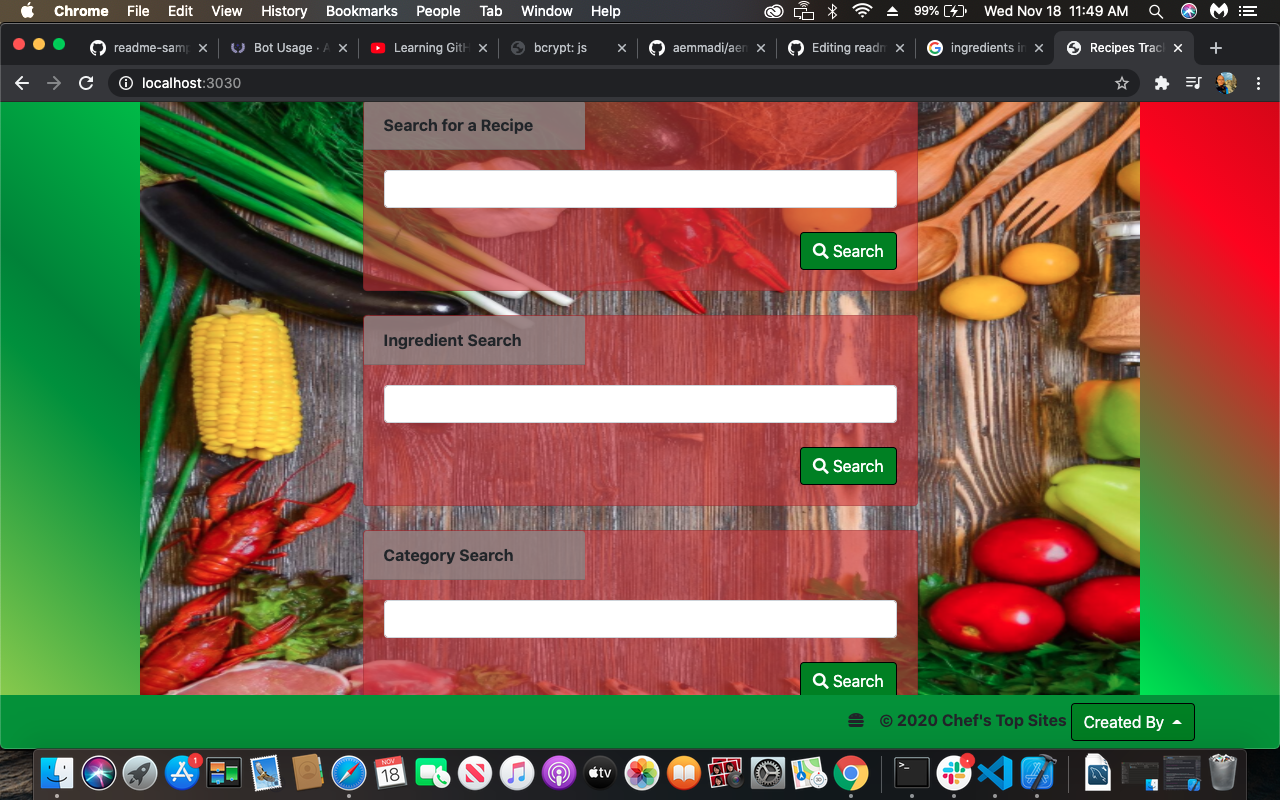 Chrome File Edit View History Bookmarks People Tab Window Help 99% Wed Nov 18 11:49 AM
readme-samp Bot Usage · A Learning GitH bcrypt: js aemmadi/aem Editing readm ingredients in Recipes Trac
localhost:3030
Search for a Recipe
Search
Ingredient Search
Search
Category Search
Search
© 2020 Chef's Top Sites Created By
1
NOV
18
tv